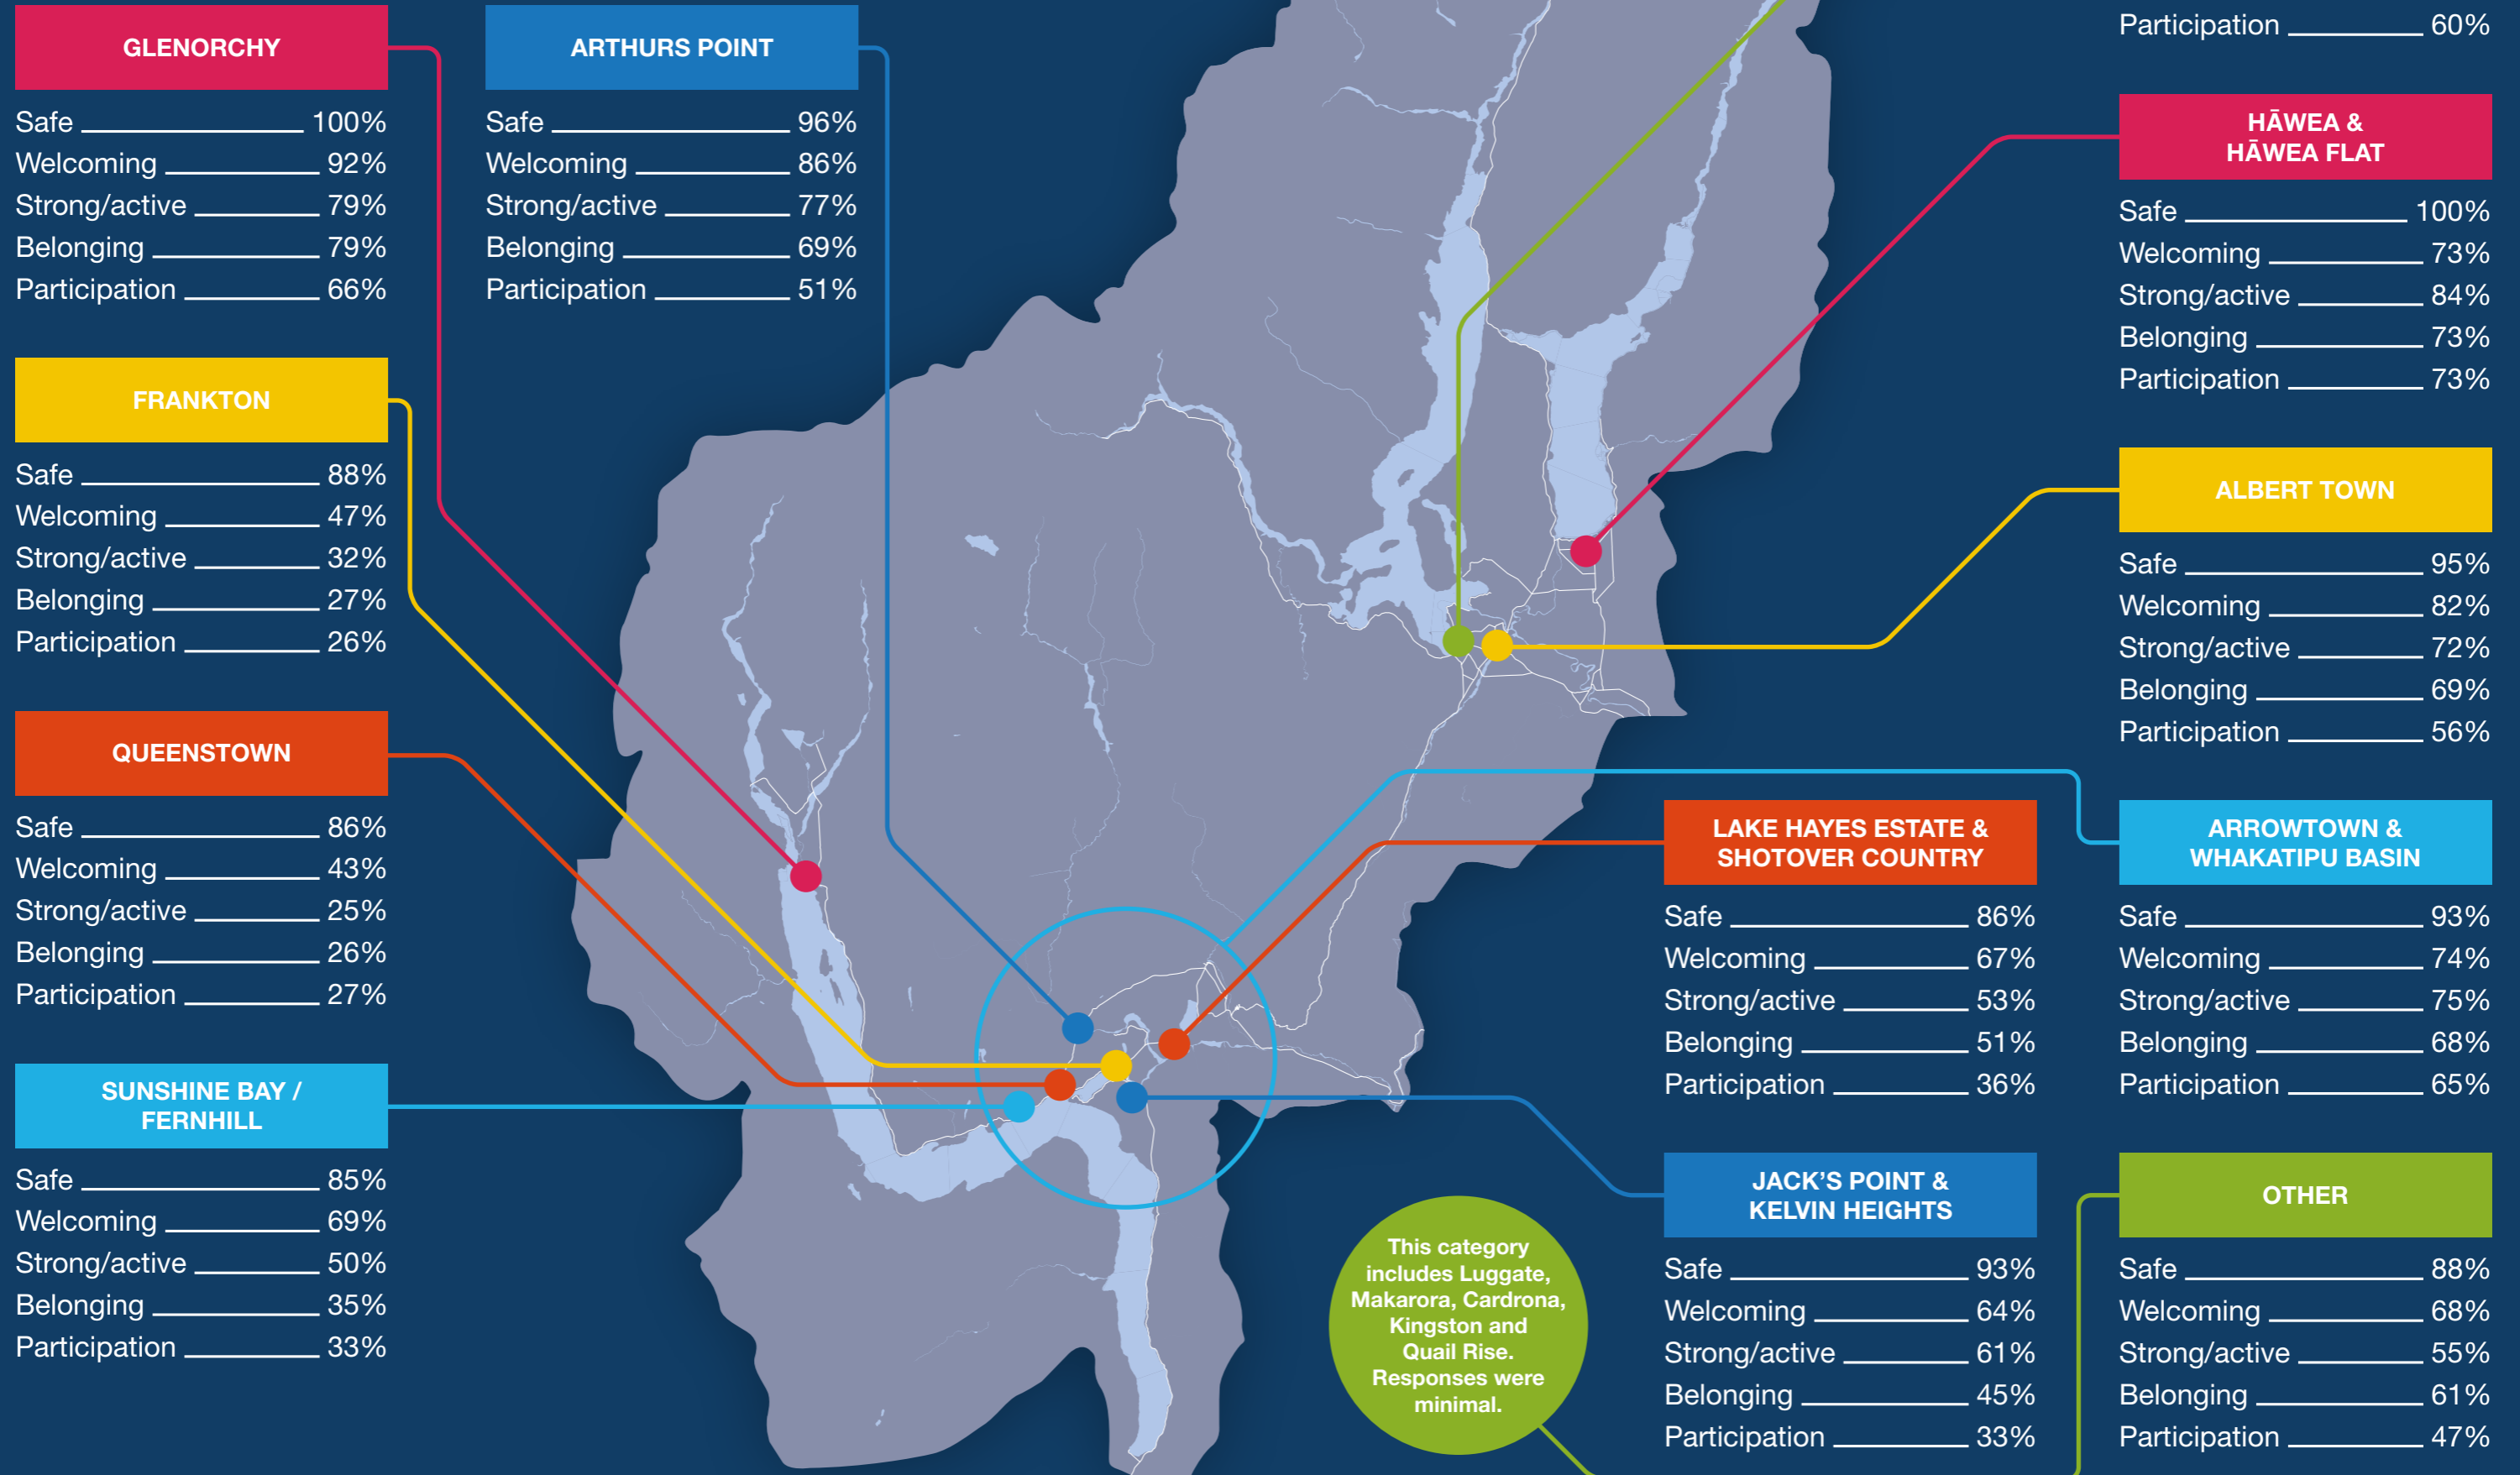 GLENORCHY
Safe 100%
Welcoming 92%
Strong/active 79%
Belonging 79%
Participation 66%
ARTHURS POINT
Safe 96%
Welcoming 86%
Strong/active 77%
Belonging 69%
Participation 51%
FRANKTON
Safe 88%
Welcoming 47%
Strong/active 32%
Belonging 27%
Participation 26%
QUEENSTOWN
Safe 86%
Welcoming 43%
Strong/active 25%
Belonging 26%
Participation 27%
SUNSHINE BAY /
FERNHILL
Safe 85%
Welcoming 69%
Strong/active 50%
Belonging 35%
Participation 33%
Participation 60%
HĀWEA &
HĀWEA FLAT
Safe 100%
Welcoming 73%
Strong/active 84%
Belonging 73%
Participation 73%
ALBERT TOWN
Safe 95%
Welcoming 82%
Strong/active 72%
Belonging 69%
Participation 56%
LAKE HAYES ESTATE &
SHOTOVER COUNTRY
Safe 86%
Welcoming 67%
Strong/active 53%
Belonging 51%
Participation 36%
ARROWTOWN &
WHAKATIPU BASIN
Safe 93%
Welcoming 74%
Strong/active 75%
Belonging 68%
Participation 65%
This category
includes Luggate,
Makarora, Cardrona,
Kingston and
Quail Rise.
Responses were
minimal.
JACK'S POINT &
KELVIN HEIGHTS
Safe 93%
Welcoming 64%
Strong/active 61%
Belonging 45%
Participation 33%
OTHER
Safe 88%
Welcoming 68%
Strong/active 55%
Belonging 61%
Participation 47%